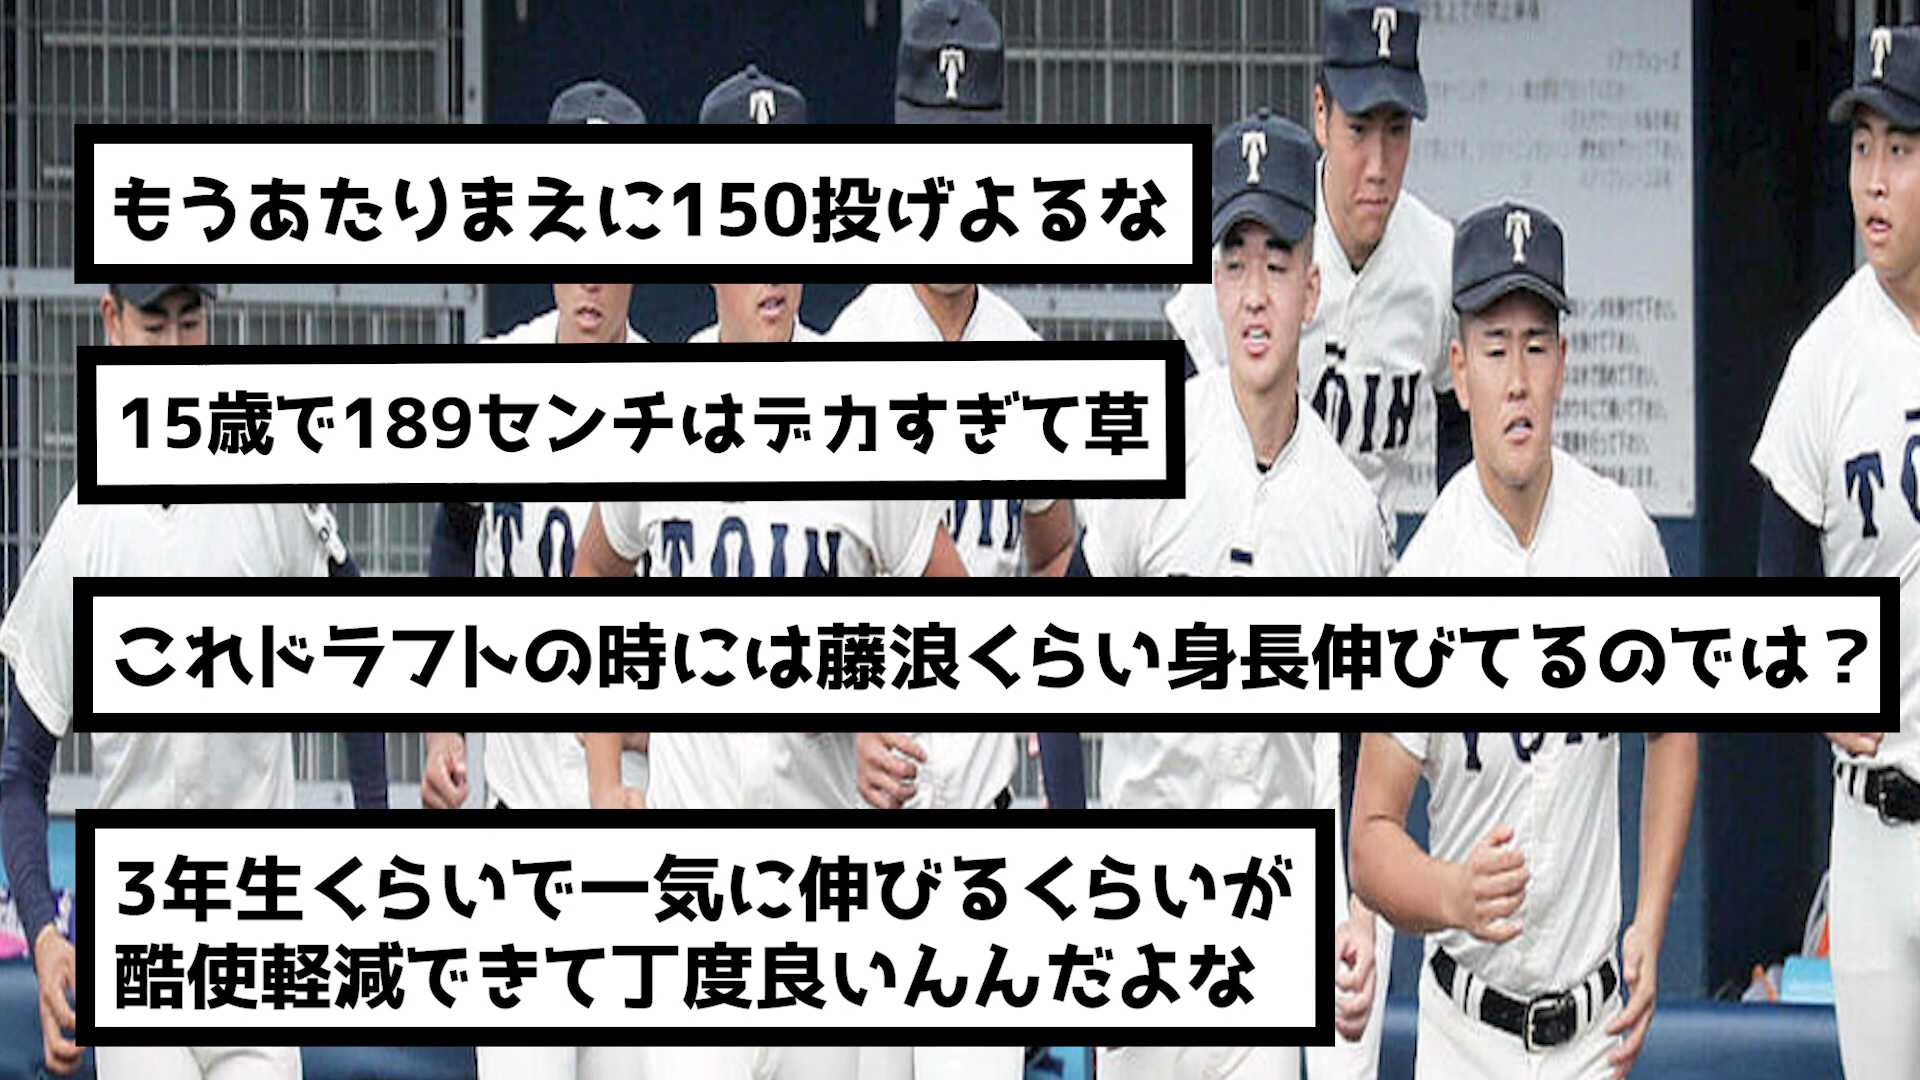 もうあたりまえに150投げよるな
15歳で189センチはデカすぎて草
これドラフトの時には藤浪くらい身長伸びてるのでは？
3年生くらいで一気に伸びるくらいが
酷使軽減できて丁度良いんんだよな
T
T
T
T
T
T
TŌIN
TO
ŌIN